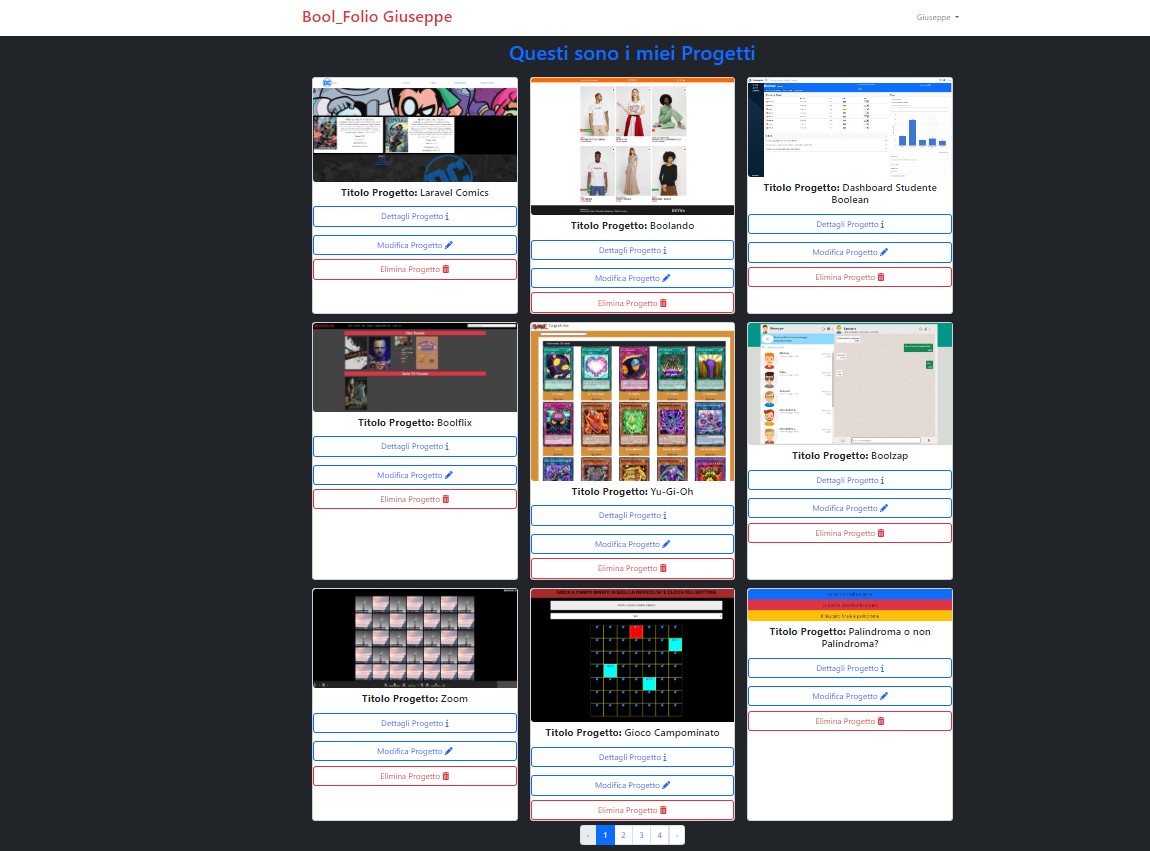 Bool_Folio Giuseppe
Giuseppe
Questi sono i miei Progetti
Titolo Progetto: Laravel Comics
Dettagli Progetto
Modifica Progetto
Elimina Progetto
Titolo Progetto: Boolando
Dettagli Progetto
Modifica Progetto
Elimina Progetto
Titolo Progetto: Dashboard Studente
Boolean
Dettagli Progetto
Modifica Progetto
Elimina Progetto
Titolo Progetto: Boolflix
Dettagli Progetto
Modifica Progetto
Elimina Progetto
Titolo Progetto: Yu-Gi-Oh
Dettagli Progetto
Modifica Progetto
Elimina Progetto
Titolo Progetto: Boolzap
Dettagli Progetto
Modifica Progetto
Elimina Progetto
Titolo Progetto: Zoom
Dettagli Progetto
Modifica Progetto
Elimina Progetto
Titolo Progetto: Gioco Campominato
Dettagli Progetto
Modifica Progetto
Elimina Progetto
Titolo Progetto: Palindroma o non
Palindroma?
Dettagli Progetto
Modifica Progetto
Elimina Progetto
‹ 1 2 3 4 ›